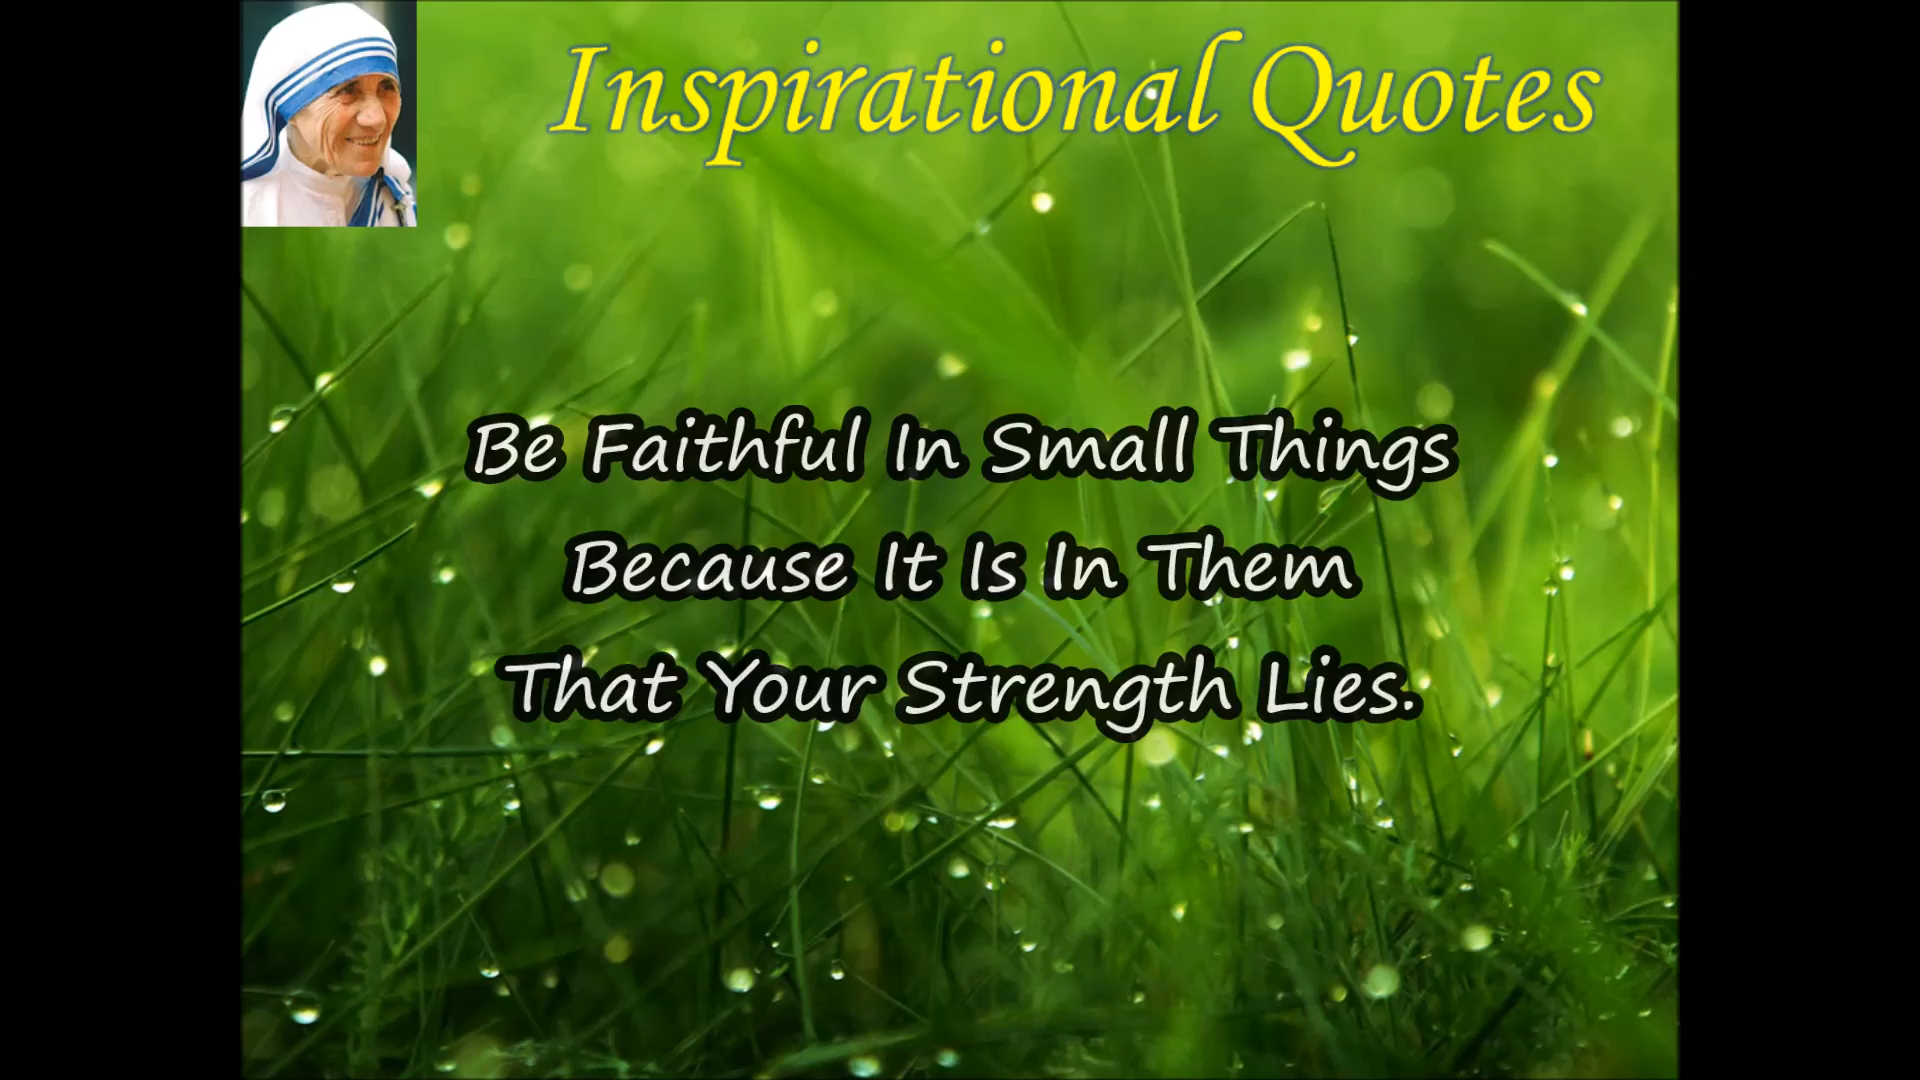 Inspirational Quotes
Be Faithful In Small Things
Because It Is In Them
That Your Strength Lies.